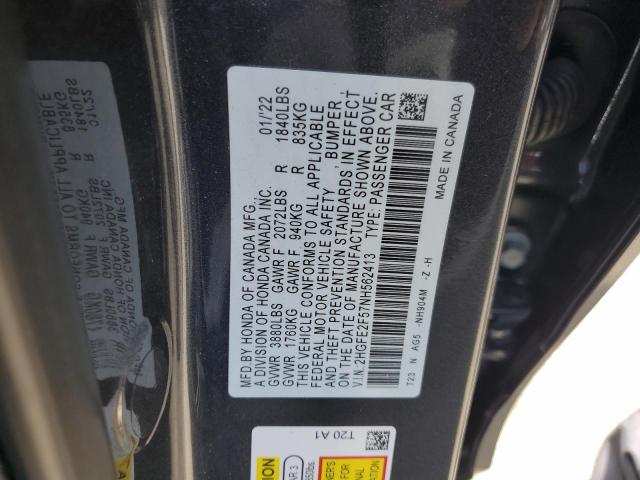 MFD.BY HONDA OF CANADA MFG. 01/'22
A DIVISION OF HONDA CANADA INC.
GVWR 3880LBS GAWR F 2072LBS R 1840LBS
GVWR 1760KG GAWR F 940KG R 835KG
THIS VEHICLE CONFORMS TO ALL APPLICABLE
FEDERAL MOTOR VEHICLE SAFETY, BUMPER,
AND THEFT PREVENTION STANDARDS, IN EFFECT
ON THE DATE OF MANUFACTURE SHOWN ABOVE.
V.I.N.:2HGFE2F57NH562413 TYPE:PASSENGER CAR
T23 N AG5 -NH904M -Z -H MADE IN CANADA
T20 A1